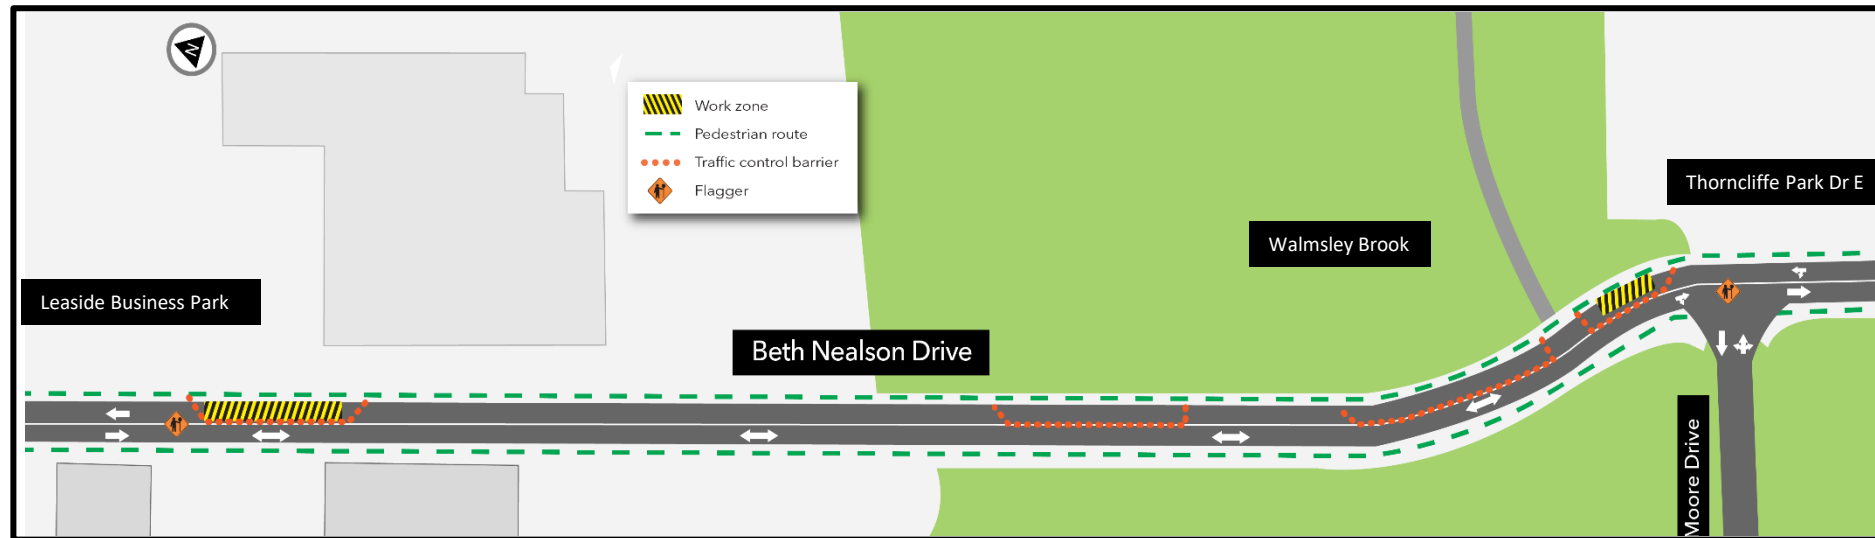 N
Work zone
Pedestrian route
Traffic control barrier
Flagger
Thorncliffe Park Dr E
Walmsley Brook
Leaside Business Park
Beth Nealson Drive
Moore Drive